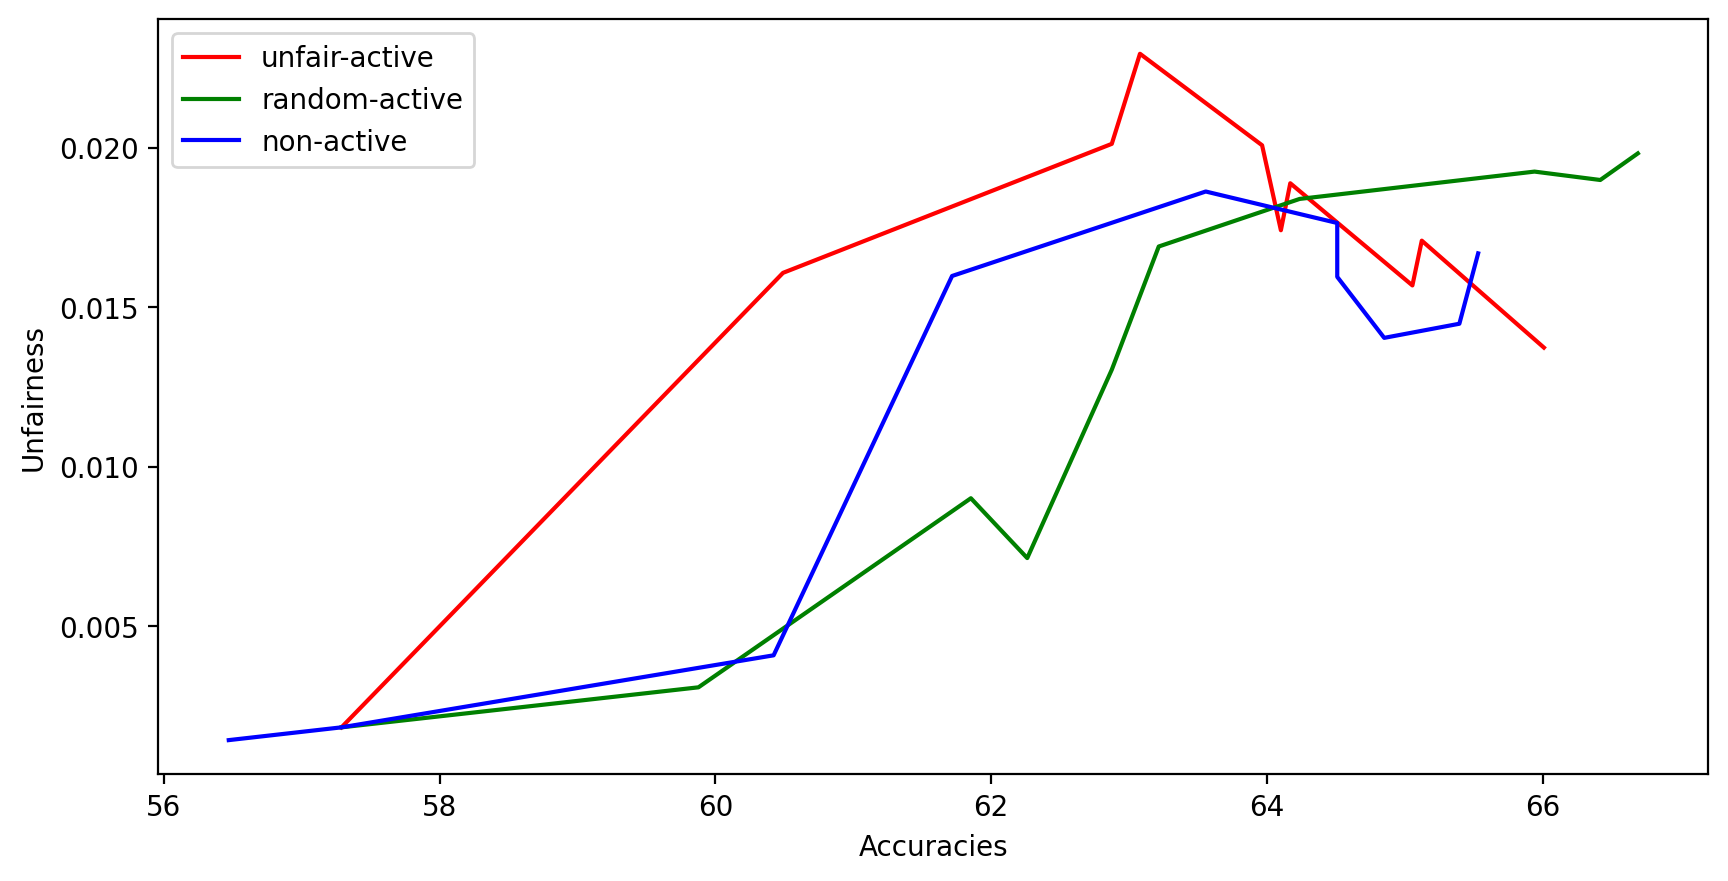 unfair-active
random-active
non-active
0.020
0.015
0.010
0.005
Unfairness
56 58 60 62 64 66
Accuracies